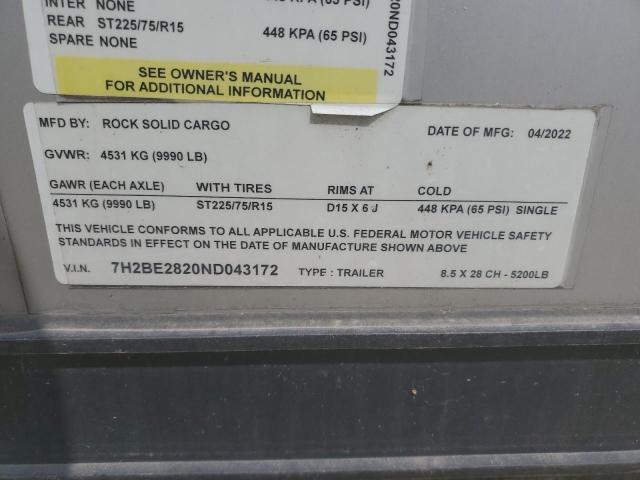 INTER NONE
REAR ST225/75/R15 448 KPA (65 PSI)
SPARE NONE
SEE OWNER'S MANUAL
FOR ADDITIONAL INFORMATION
20ND043172
MFD BY: ROCK SOLID CARGO DATE OF MFG: 04/2022
GVWR: 4531 KG (9990 LB)
GAWR (EACH AXLE) WITH TIRES RIMS AT COLD
4531 KG (9990 LB) ST225/75/R15 D15 X 6 J 448 KPA (65 PSI) SINGLE
THIS VEHICLE CONFORMS TO ALL APPLICABLE U.S. FEDERAL MOTOR VEHICLE SAFETY
STANDARDS IN EFFECT ON THE DATE OF MANUFACTURE SHOWN ABOVE
V.I.N. 7H2BE2820ND043172 TYPE : TRAILER 8.5 X 28 CH - 5200LB